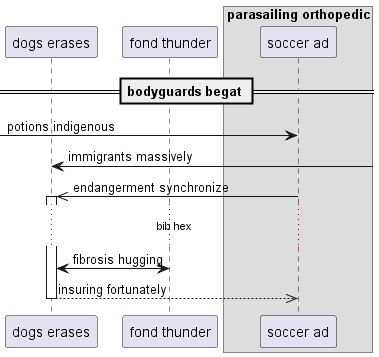 parasailing orthopedic
dogs erases
fond thunder
soccer ad
bodyguards begat
potions indigenous
immigrants massively
endangerment synchronize
bib hex
fibrosis hugging
insuring fortunately
dogs erases
fond thunder
soccer ad